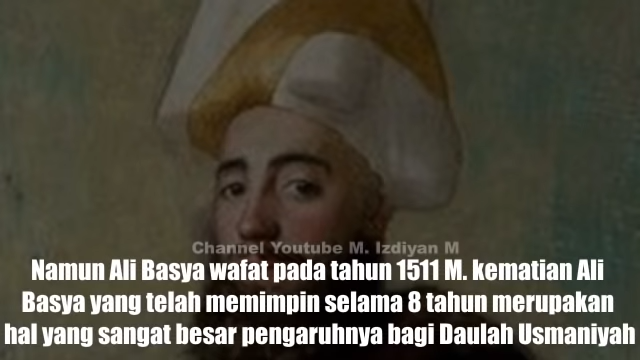 Channel Youtube M. Izdiyan M
Namun Ali Basya wafat pada tahun 1511 M. kematian Ali
Basya yang telah memimpin selama 8 tahun merupakan
hal yang sangat besar pengaruhnya bagi Daulah Usmaniyah